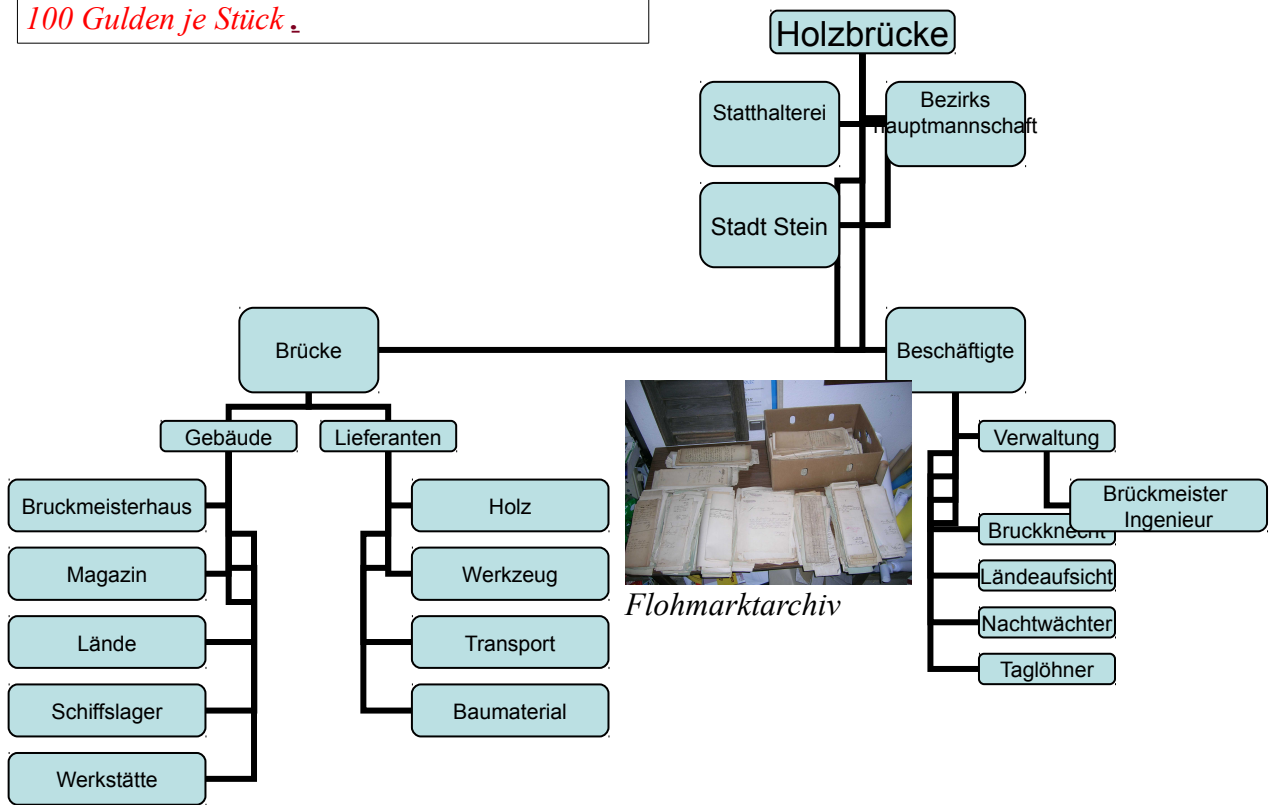 100 Gulden je Stück.
Holzbrücke
Statthalterei
Bezirks
hauptmannschaft
Stadt Stein
Brücke
Beschäftigte
Gebäude
Lieferanten
Verwaltung
Bruckmeisterhaus
Holz
Brückmeister
Ingenieur
Bruckknecht
Magazin
Werkzeug
Ländeaufsicht
Flohmarktarchiv
Lände
Transport
Nachtwächter
Taglöhner
Schiffslager
Baumaterial
Werkstätte